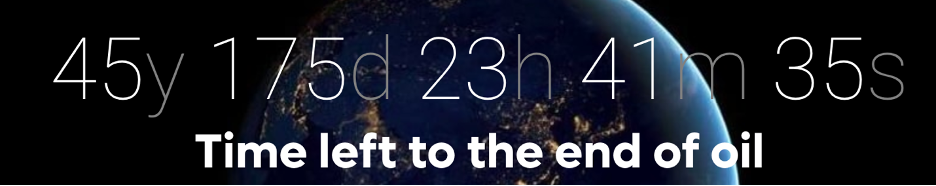 45y 175d 23h 41m 35s
Time left to the end of oil